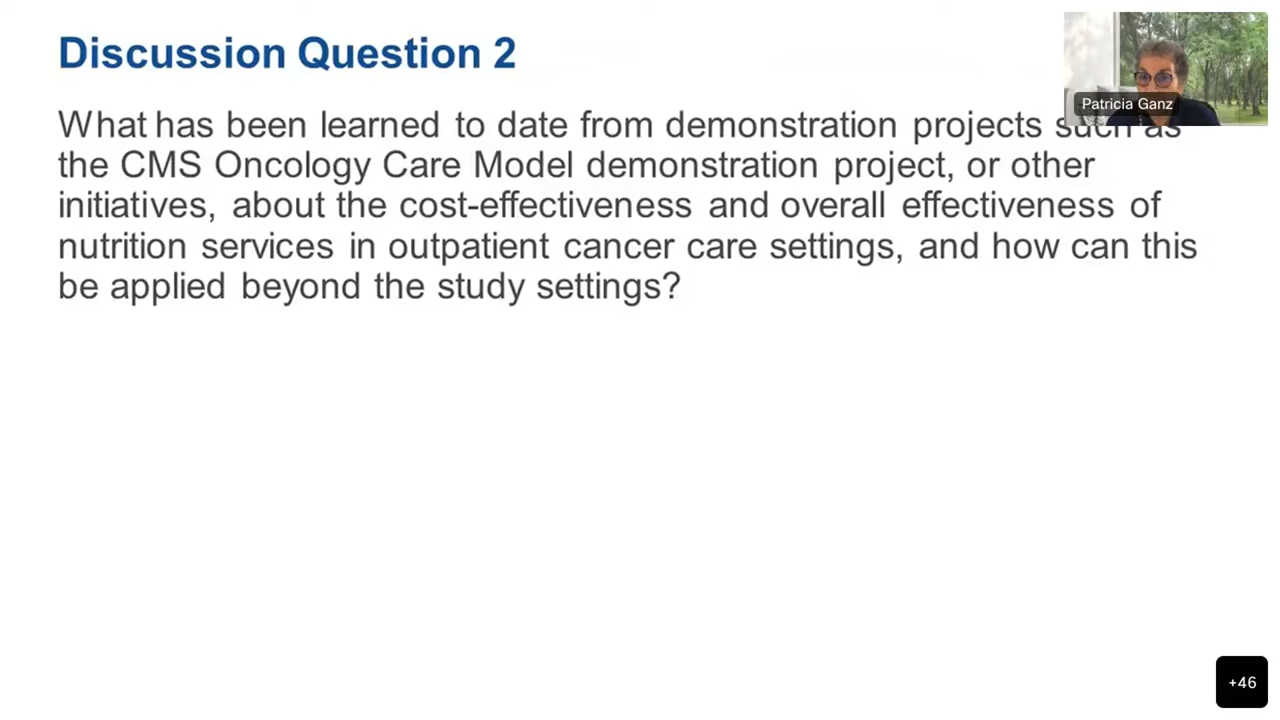 Discussion Question 2
Patricia Ganz
What has been learned to date from demonstration projects such as
the CMS Oncology Care Model demonstration project, or other
initiatives, about the cost-effectiveness and overall effectiveness of
nutrition services in outpatient cancer care settings, and how can this
be applied beyond the study settings?
+46